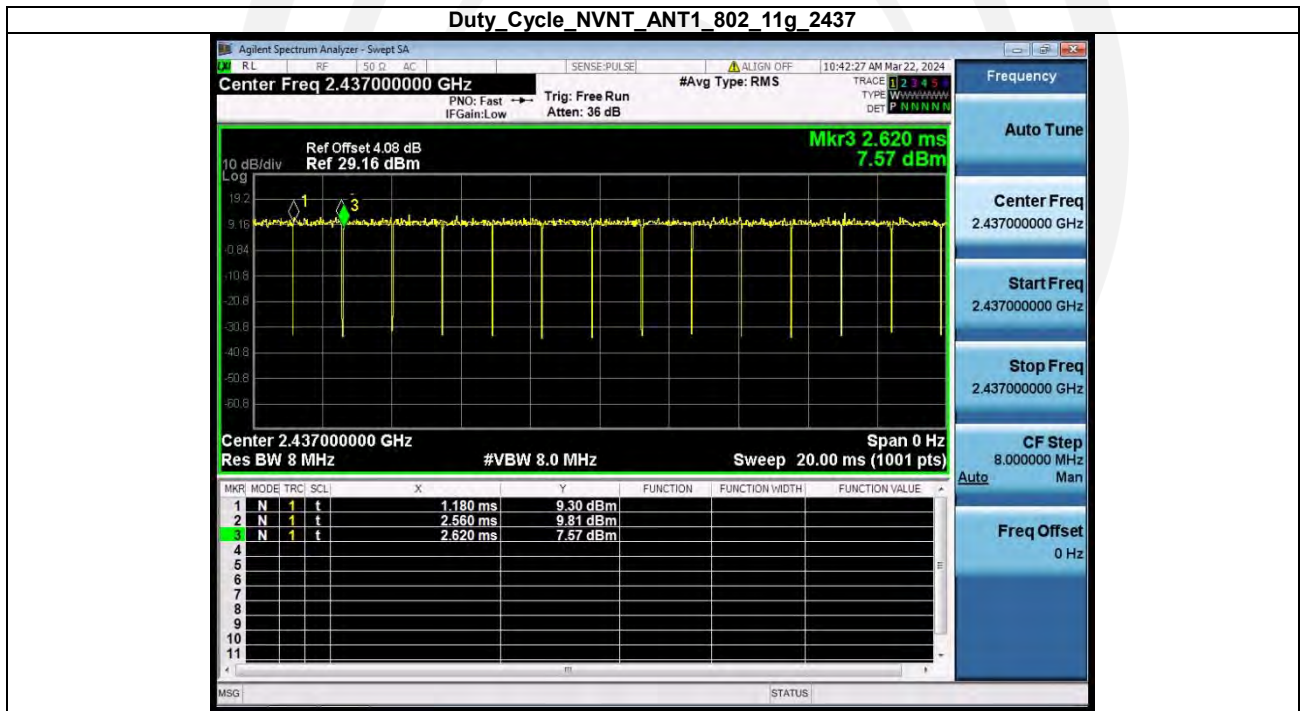 Duty_Cycle_NVNT_ANT1_802_11g_2437
Agilent Spectrum Analyzer - Swept SA
RL RF 50 Ω AC SENSE:PULSE ALIGN OFF 10:42:27 AM Mar 22, 2024
Center Freq 2.437000000 GHz
PNO: Fast
IFGain:Low
Trig: Free Run
Atten: 36 dB
#Avg Type: RMS
TRACE 1 2 3 4 5 6
TYPE WWWWWW
DET P N N N N N
Frequency
Auto Tune
Mkr3 2.620 ms
7.57 dBm
Ref Offset 4.08 dB
10 dB/div Ref 29.16 dBm
Log
19.2
9.16
-0.84
-10.8
-20.8
-30.8
-40.8
-50.8
-60.8
1
3
Center Freq
2.437000000 GHz
Start Freq
2.437000000 GHz
Stop Freq
2.437000000 GHz
CF Step
8.000000 MHz
Auto Man
Freq Offset
0 Hz
Center 2.437000000 GHz Span 0 Hz
Res BW 8 MHz #VBW 8.0 MHz Sweep 20.00 ms (1001 pts)
MKR MODE TRC SCL X Y FUNCTION FUNCTION WIDTH FUNCTION VALUE
1 N 1 t 1.180 ms 9.30 dBm
2 N 1 t 2.560 ms 9.81 dBm
3 N 1 t 2.620 ms 7.57 dBm
4
5
6
7
8
9
10
11
MSG STATUS